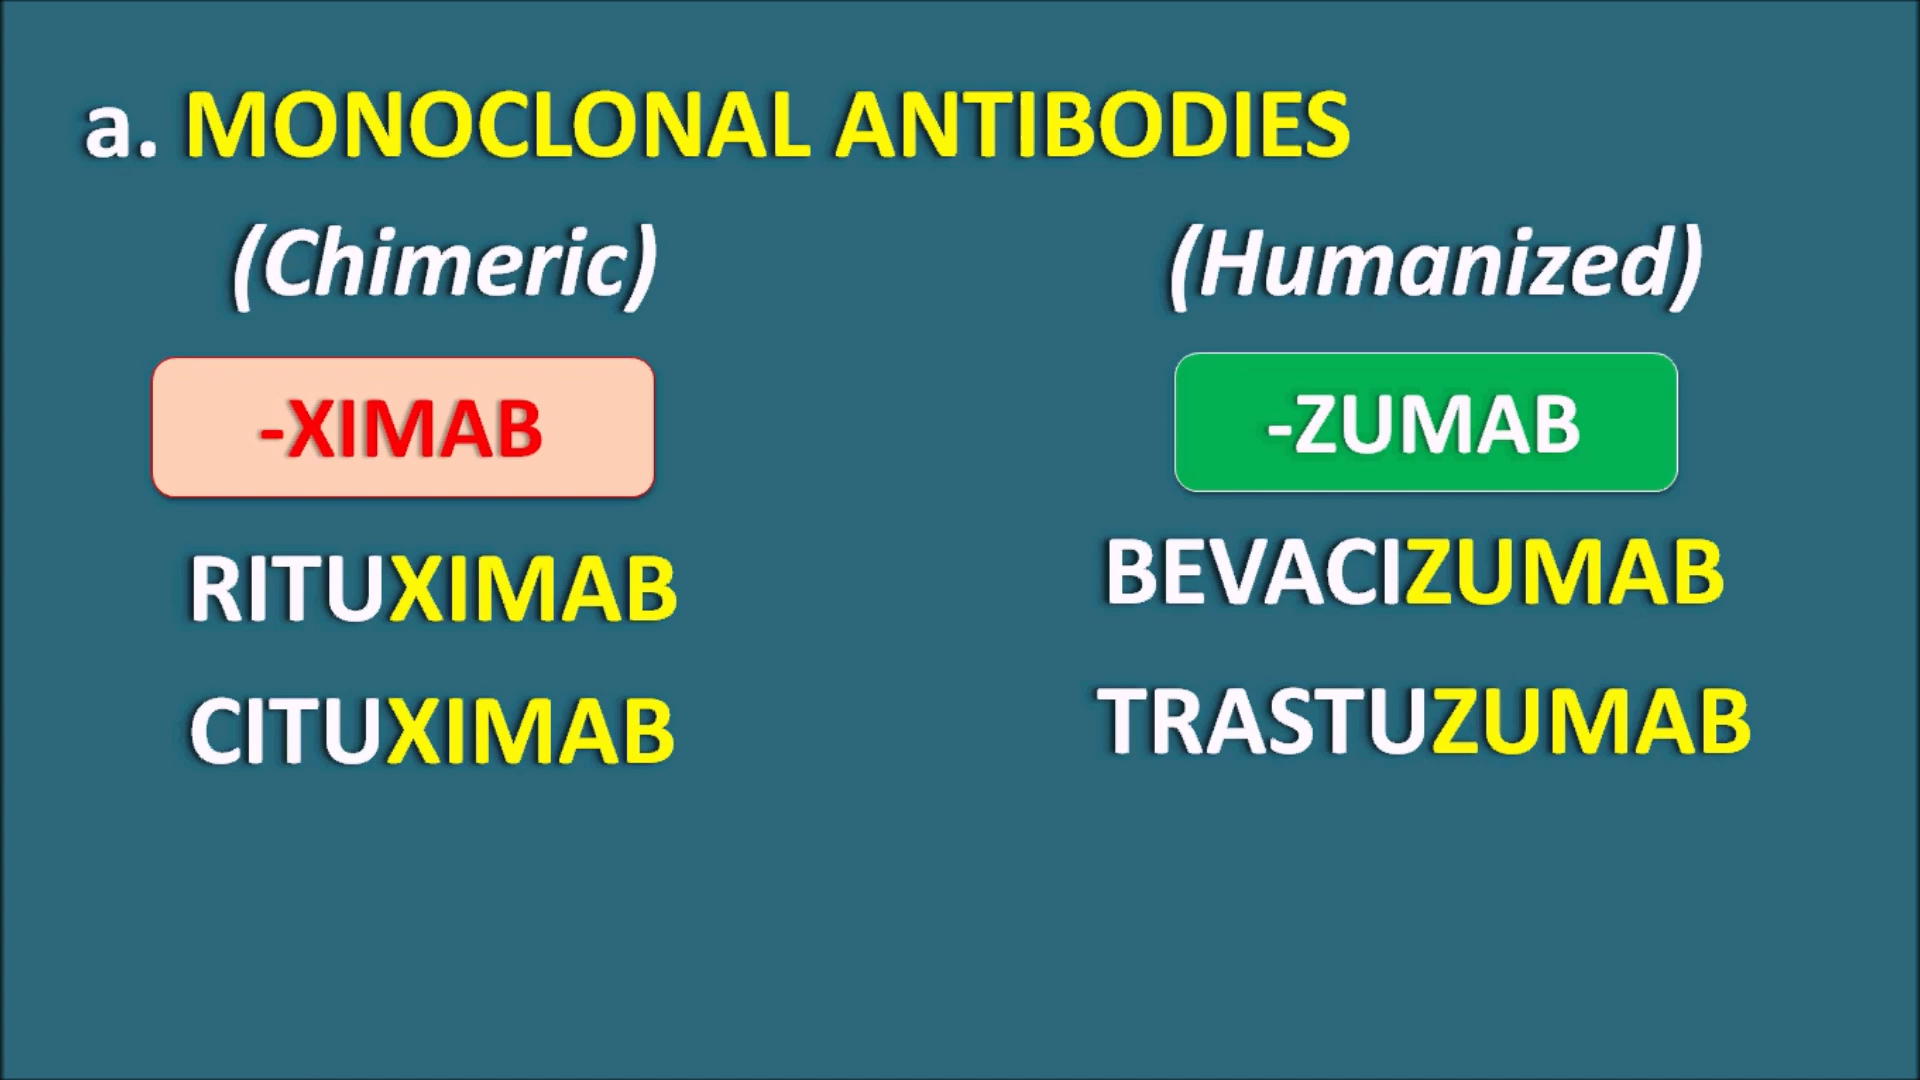 a. MONOCLONAL ANTIBODIES
(Chimeric)
(Humanized)
-XIMAB
-ZUMAB
RITUXIMAB
BEVACIZUMAB
CITUXIMAB
TRASTUZUMAB